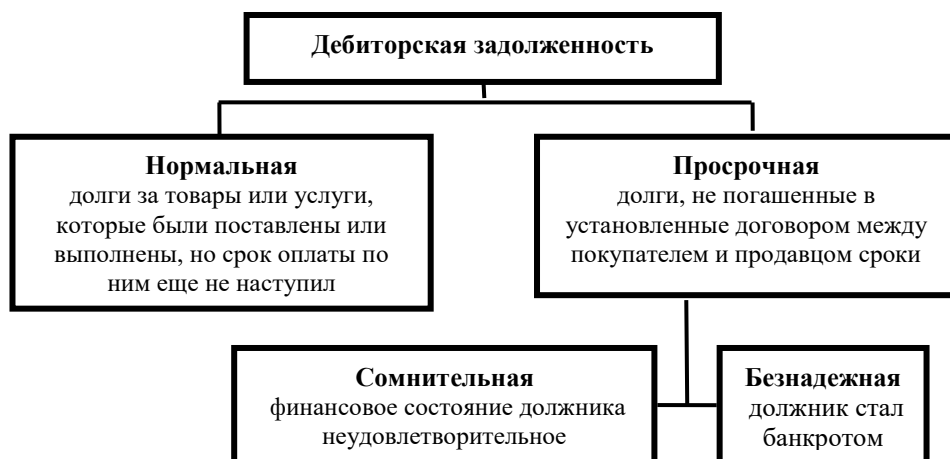 Дебиторская задолженность
Нормальная
долги за товары или услуги,
которые были поставлены или
выполнены, но срок оплаты по
ним еще не наступил
Просрочная
долги, не погашенные в
установленные договором между
покупателем и продавцом сроки
Сомнительная
финансовое состояние должника
неудовлетворительное
Безнадежная
должник стал
банкротом